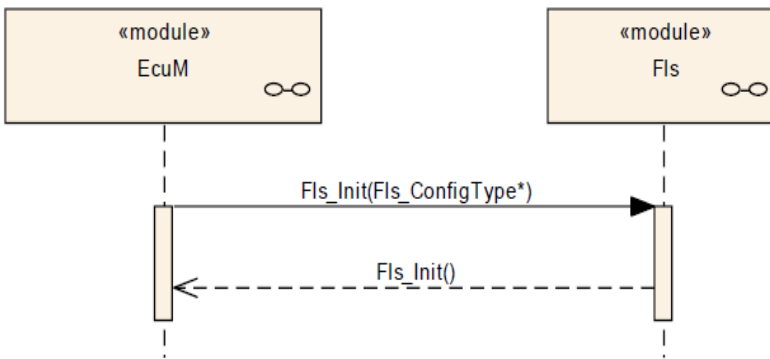 «module»
EcuM
«module»
Fls
Fls_Init(Fls_ConfigType*)
Fls_Init()